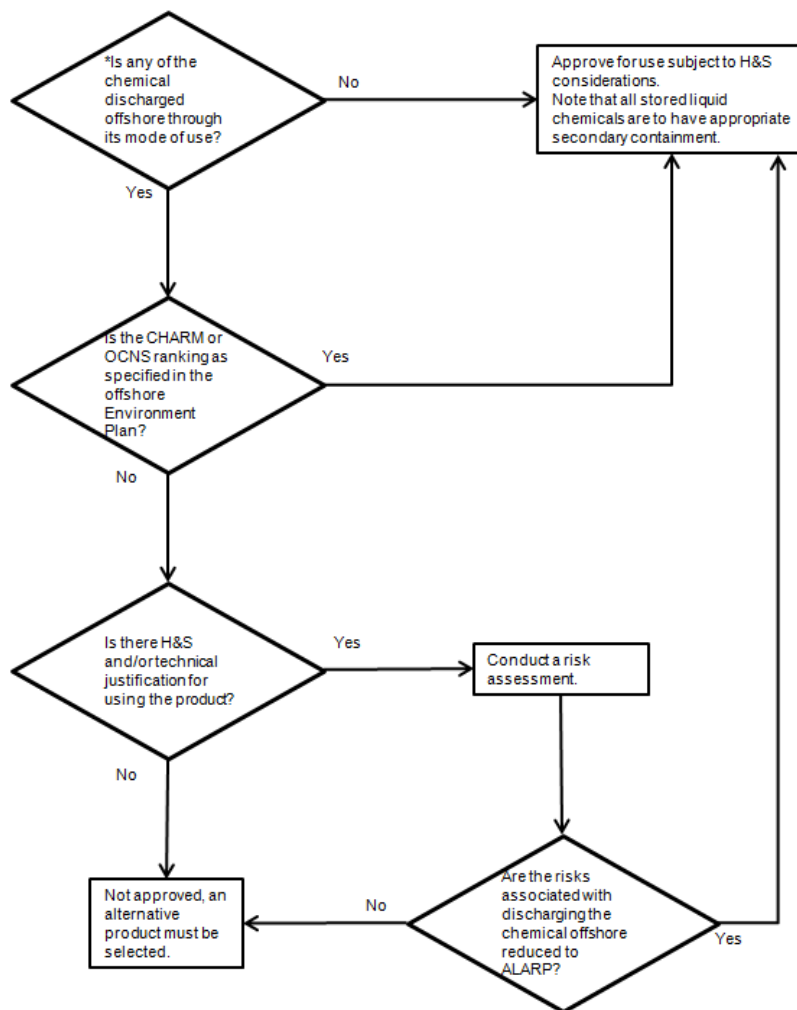 *Is any of the
chemical
discharged
offshore through
its mode of use?
No
Approve for use subject to H&S
considerations.
Note that all stored liquid
chemicals are to have appropriate
secondary containment.
Yes
Is the CHARM or
OCNS ranking as
specified in the
offshore
Environment
Plan?
Yes
No
Is there H&S
and/or technical
justification for
using the product?
Yes
Conduct a risk
assessment.
No
Not approved, an
alternative
product must be
selected.
No
Are the risks
associated with
discharging the
chemical offshore
reduced to
ALARP?
Yes